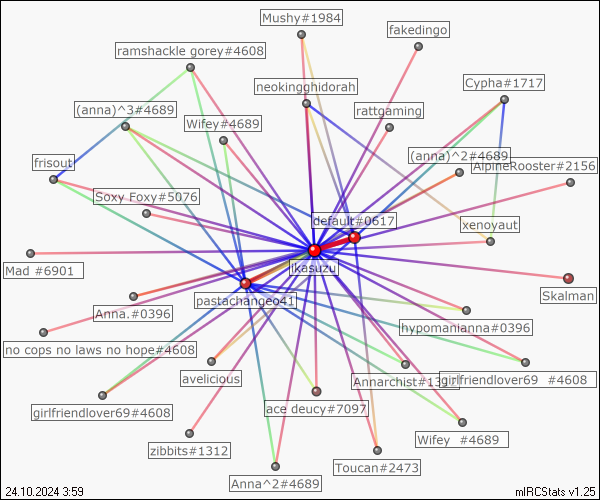 Mushy#1984
fakedingo
ramshackle gorey#4608
neokingghidorah
Cypha#1717
(anna)^3#4689
rattgaming
Wifey#4689
(anna)^2#4689
frisout
AlpineRooster#2156
Soxy Foxy#5076
default#0617
xenoyaut
jkasuzu
Mad #6901
pastachangeo41
Skalman
Anna.#0396
hypomanianna#0396
no cops no laws no hope#4608
avelicious
Annarchist#13
girlfriendlover69 #4608
girlfriendlover69#4608
ace deucy#7097
zibbits#1312
Wifey #4689
Toucan#2473
Anna^2#4689
24.10.2024 3:59
mIRCStats v1.25